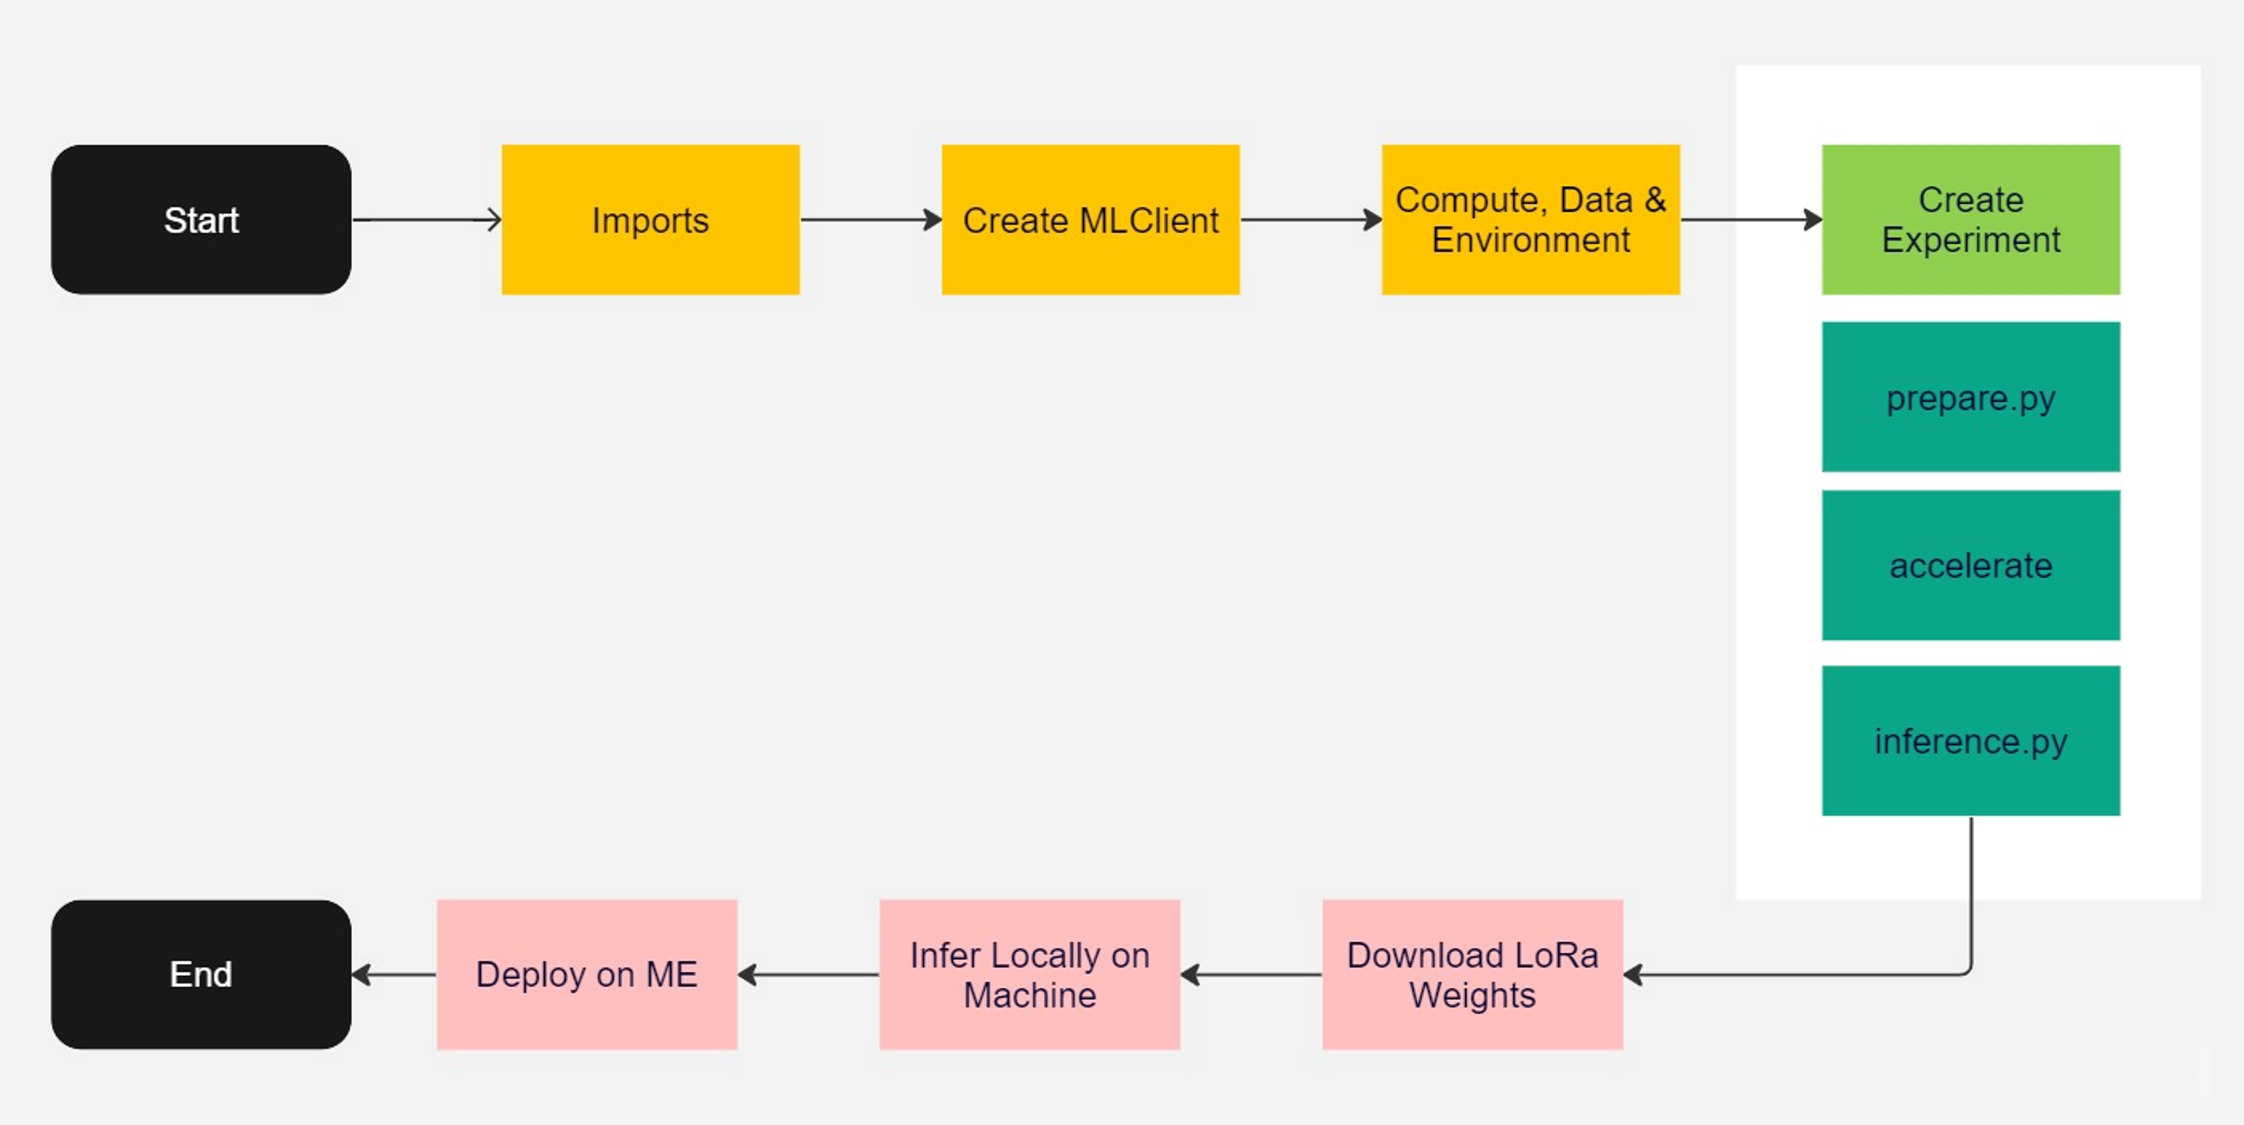 Start
Imports
Create MLClient
Compute, Data &
Environment
Create
Experiment
prepare.py
accelerate
inference.py
Download LoRa
Weights
Infer Locally on
Machine
Deploy on ME
End